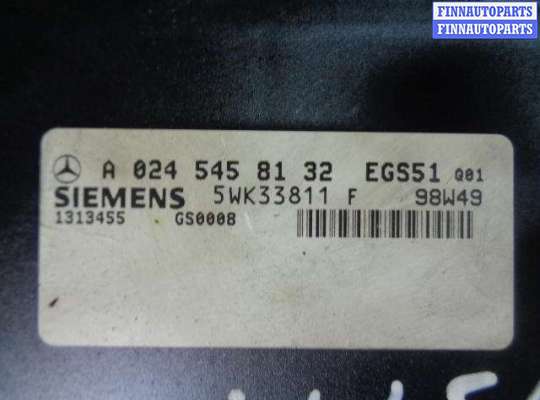 FINNAUTOPARTS
FINNAUTOPARTS
A 024 545 81 32 EGS51 Q01
SIEMENS 5WK33811 F 98W49
1313455 GS0008